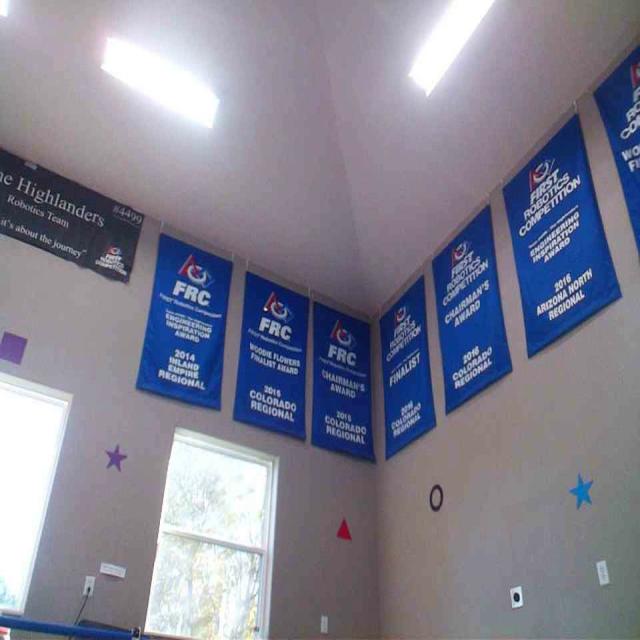 he Highlanders
Robotics Team
#4499
it's about the journey"
FRC
ENGINEERING
INSPIRATION
AWARD
2014
INLAND
EMPIRE
REGIONAL
FRC
WOODIE FLOWERS
FINALIST AWARD
2015
COLORADO
REGIONAL
FRC
CHAIRMAN'S
AWARD
2015
COLORADO
REGIONAL
FIRST
ROBOTICS
COMPETITION
FINALIST
2016
COLORADO
REGIONAL
FIRST
ROBOTICS
COMPETITION
CHAIRMAN'S
AWARD
2016
COLORADO
REGIONAL
FIRST
ROBOTICS
COMPETITION
ENGINEERING
INSPIRATION
AWARD
2016
ARIZONA NORTH
REGIONAL